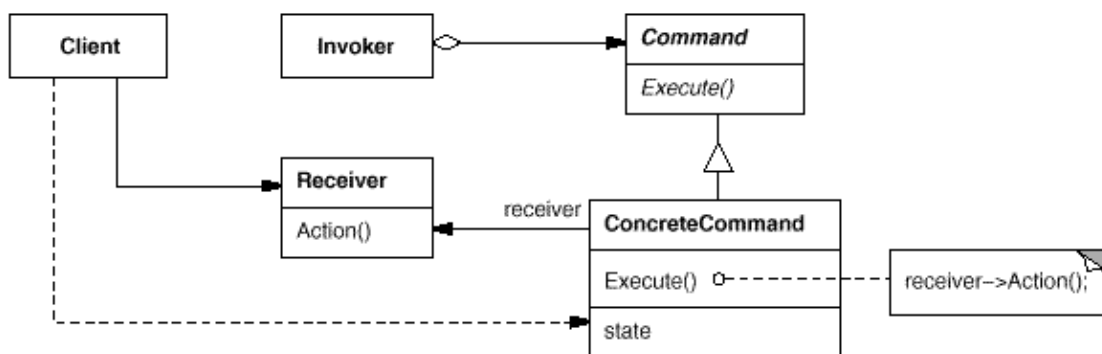 Client
Invoker
Command
Execute()
Receiver
Action()
receiver
ConcreteCommand
Execute()
receiver->Action();
state